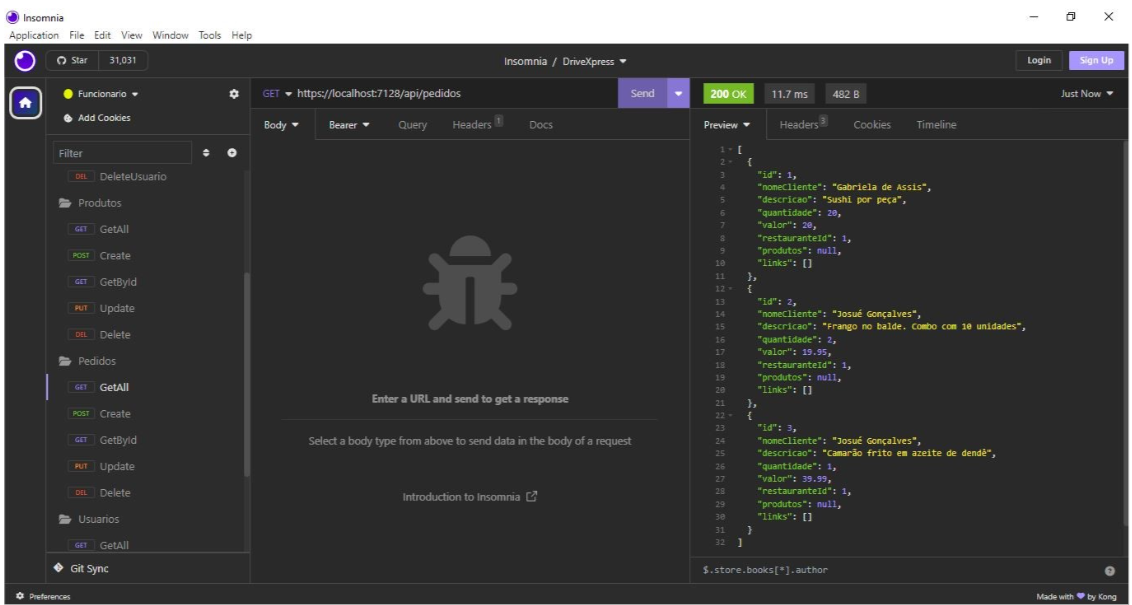 Insomnia
Application File Edit View Window Tools Help
Star 31,031
Insomnia / DriveXpress
Login Sign Up
Funcionario
Add Cookies
Filter
DEL DeleteUsuario
Produtos
GET GetAll
POST Create
GET GetById
PUT Update
DEL Delete
Pedidos
GET GetAll
POST Create
GET GetById
PUT Update
DEL Delete
Usuarios
GET GetAll
Git Sync
Preferences
GET https://localhost:7128/api/pedidos Send
Body Bearer Query Headers 1 Docs
Enter a URL and send to get a response
Select a body type from above to send data in the body of a request
Introduction to Insomnia
200 OK 11.7 ms 482 B Just Now
Preview Headers 3 Cookies Timeline
1 [
2 {
3 "id": 1,
4 "nomeCliente": "Gabriela de Assis",
5 "descricao": "Sushi por peça",
6 "quantidade": 20,
7 "valor": 20,
8 "restauranteId": 1,
9 "produtos": null,
10 "links": []
11 },
12 {
13 "id": 2,
14 "nomeCliente": "Josué Gonçalves",
15 "descricao": "Frango no balde. Combo com 10 unidades",
16 "quantidade": 2,
17 "valor": 19.95,
18 "restauranteId": 1,
19 "produtos": null,
20 "links": []
21 },
22 {
23 "id": 3,
24 "nomeCliente": "Josué Gonçalves",
25 "descricao": "Camarão frito em azeite de dendê",
26 "quantidade": 1,
27 "valor": 39.99,
28 "restauranteId": 1,
29 "produtos": null,
30 "links": []
31 }
32 ]
$.store.books[*].author
Made with by Kong